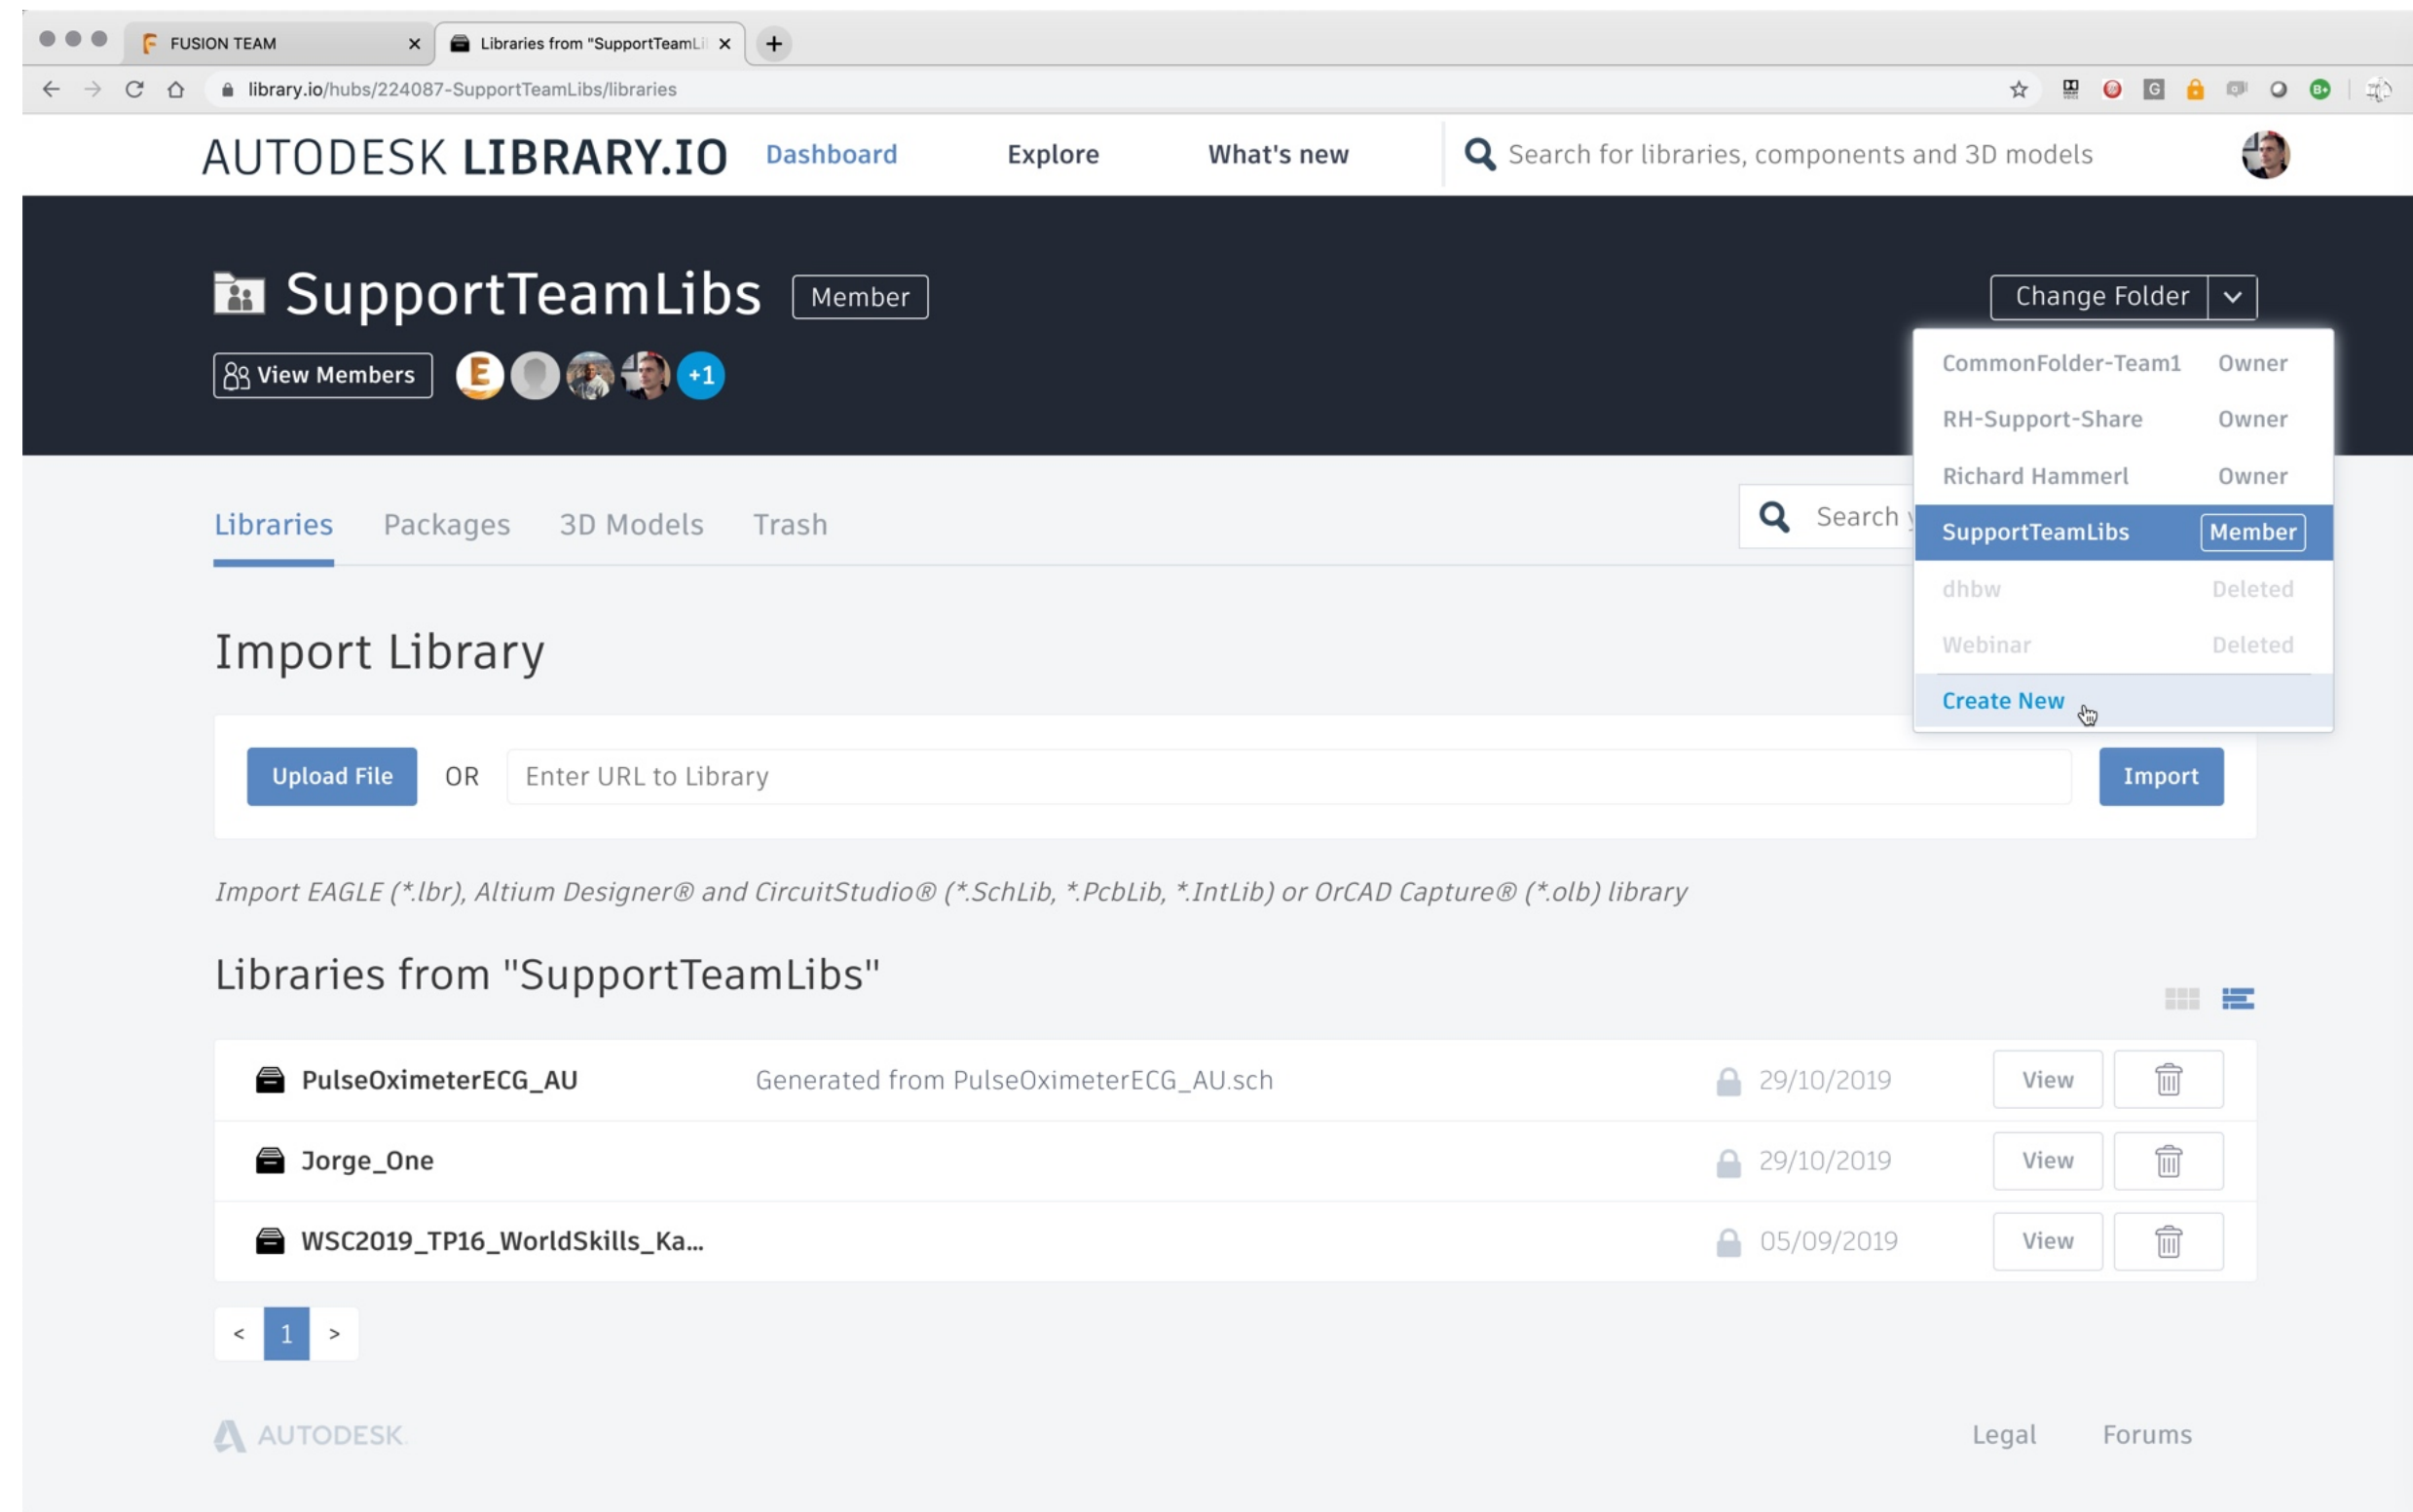 FUSION TEAM
Libraries from "SupportTeamLi
library.io/hubs/224087-SupportTeamLibs/libraries
AUTODESK LIBRARY.IO Dashboard Explore What's new Search for libraries, components and 3D models
SupportTeamLibs Member Change Folder
View Members +1
CommonFolder-Team1 Owner
RH-Support-Share Owner
Richard Hammerl Owner
SupportTeamLibs Member
dhbw Deleted
Webinar Deleted
Create New
Libraries Packages 3D Models Trash Search
Import Library
Upload File OR Enter URL to Library Import
Import EAGLE (*.lbr), Altium Designer® and CircuitStudio® (*.SchLib, *.PcbLib, *.IntLib) or OrCAD Capture® (*.olb) library
Libraries from "SupportTeamLibs"
PulseOximeterECG_AU Generated from PulseOximeterECG_AU.sch 29/10/2019 View
Jorge_One 29/10/2019 View
WSC2019_TP16_WorldSkills_Ka... 05/09/2019 View
< 1 >
AUTODESK. Legal Forums